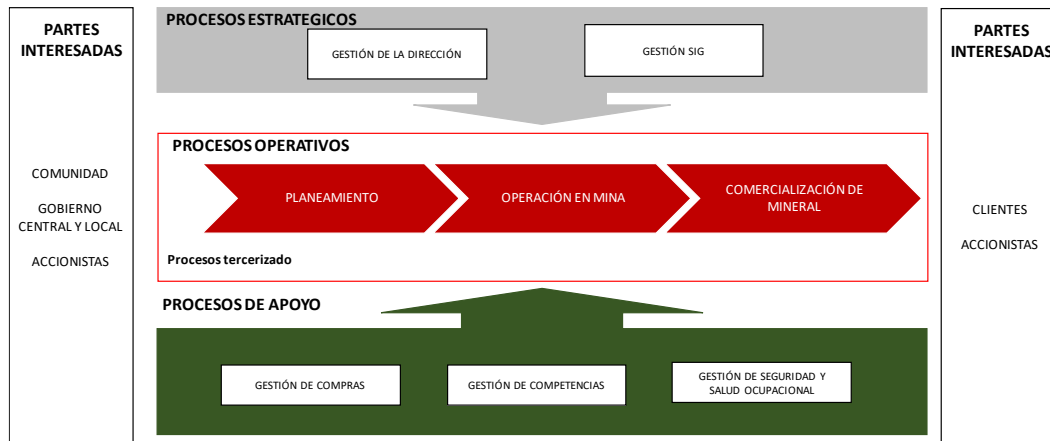 PARTES
INTERESADAS
COMUNIDAD
GOBIERNO
CENTRAL Y LOCAL
ACCIONISTAS
PROCESOS ESTRATEGICOS
GESTIÓN DE LA DIRECCIÓN
GESTIÓN SIG
PROCESOS OPERATIVOS
PLANEAMIENTO
OPERACIÓN EN MINA
COMERCIALIZACIÓN DE
MINERAL
Procesos tercerizado
PROCESOS DE APOYO
GESTIÓN DE COMPRAS
GESTIÓN DE COMPETENCIAS
GESTIÓN DE SEGURIDAD Y
SALUD OCUPACIONAL
PARTES
INTERESADAS
CLIENTES
ACCIONISTAS